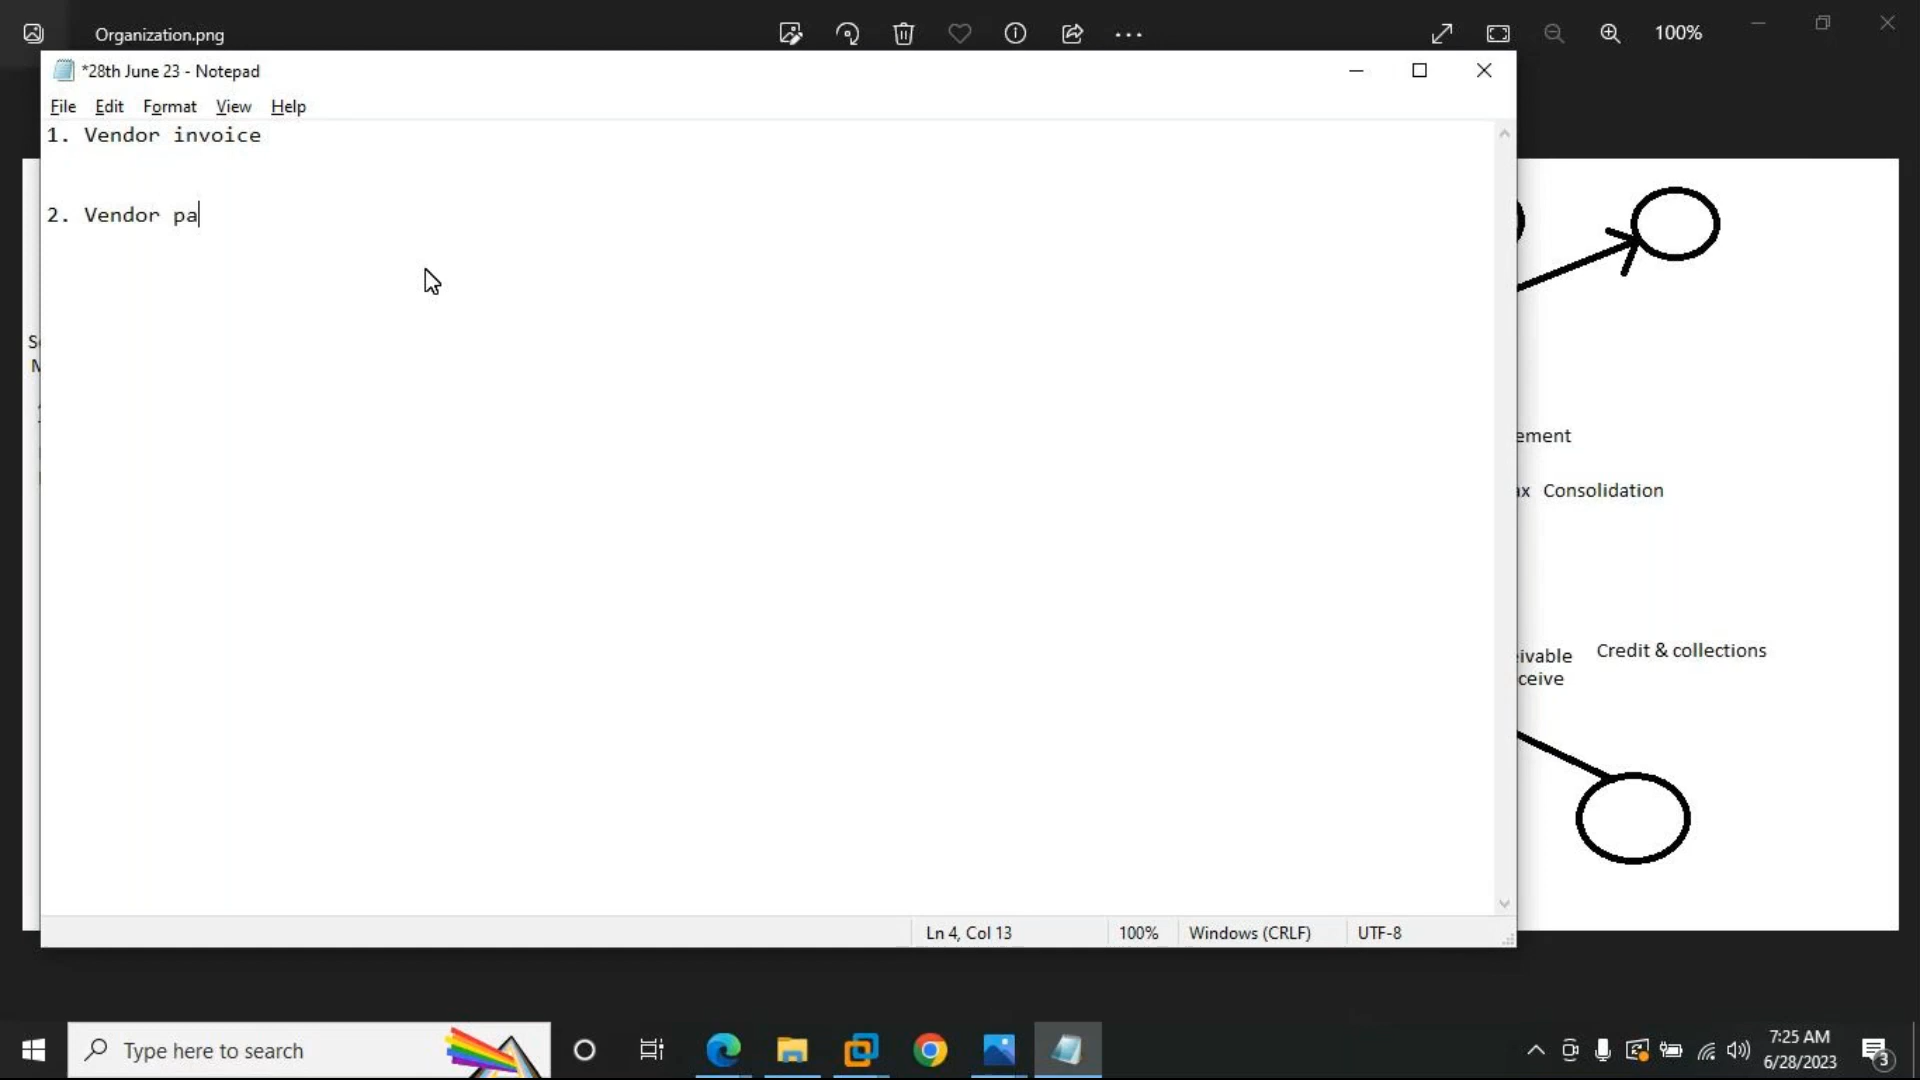 Organization.png
100%
*28th June 23 - Notepad
File Edit Format View Help
1. Vendor invoice
2. Vendor pa
ement
Consolidation
eivable
Credit & collections
ceive
Ln 4, Col 13
100%
Windows (CRLF)
UTF-8
Type here to search
7:25 AM
6/28/2023
3